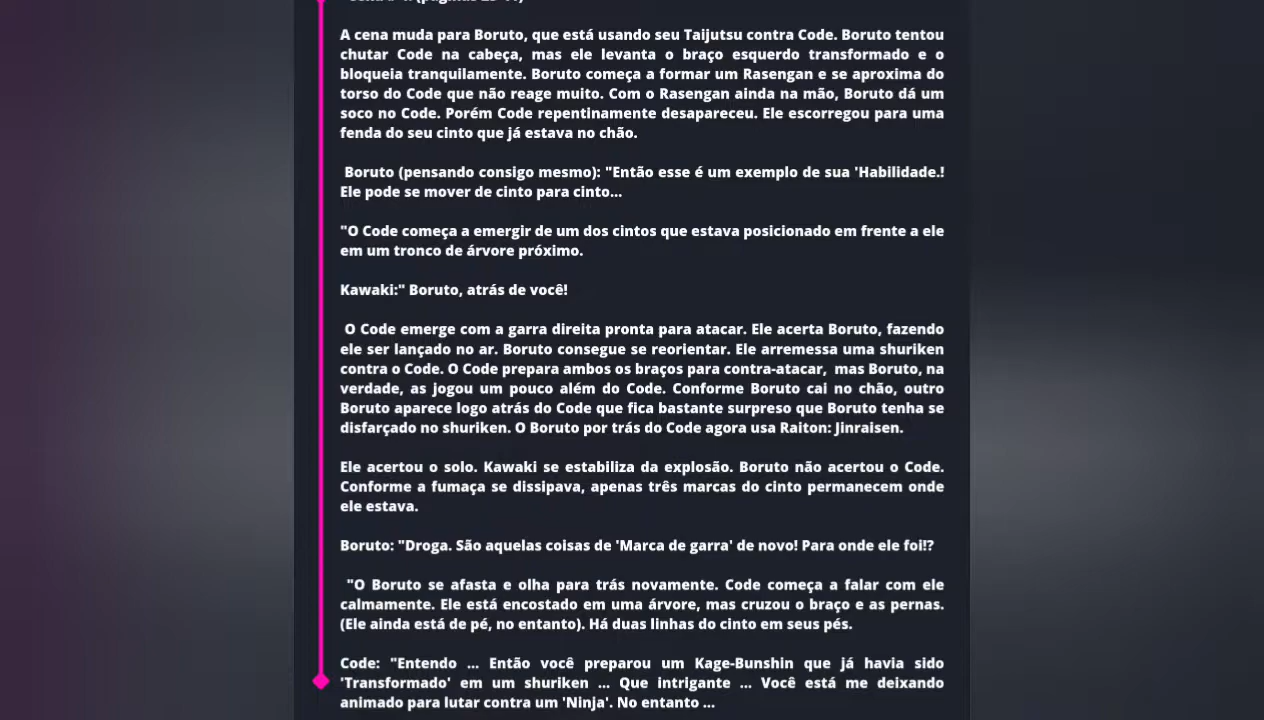 A cena muda para Boruto, que está usando seu Taijutsu contra Code. Boruto tentou
chutar Code na cabeça, mas ele levanta o braço esquerdo transformado e o
bloqueia tranquilamente. Boruto começa a formar um Rasengan e se aproxima do
torso do Code que não reage muito. Com o Rasengan ainda na mão, Boruto dá um
soco no Code. Porém Code repentinamente desapareceu. Ele escorregou para uma
fenda do seu cinto que já estava no chão.
Boruto (pensando consigo mesmo): "Então esse é um exemplo de sua 'Habilidade.!
Ele pode se mover de cinto para cinto...
"O Code começa a emergir de um dos cintos que estava posicionado em frente a ele
em um tronco de árvore próximo.
Kawaki:" Boruto, atrás de você!
O Code emerge com a garra direita pronta para atacar. Ele acerta Boruto, fazendo
ele ser lançado no ar. Boruto consegue se reorientar. Ele arremessa uma shuriken
contra o Code. O Code prepara ambos os braços para contra-atacar, mas Boruto, na
verdade, as jogou um pouco além do Code. Conforme Boruto cai no chão, outro
Boruto aparece logo atrás do Code que fica bastante surpreso que Boruto tenha se
disfarçado no shuriken. O Boruto por trás do Code agora usa Raiton: Jinraisen.
Ele acertou o solo. Kawaki se estabiliza da explosão. Boruto não acertou o Code.
Conforme a fumaça se dissipava, apenas três marcas do cinto permanecem onde
ele estava.
Boruto: "Droga. São aquelas coisas de 'Marca de garra' de novo! Para onde ele foi!?
"O Boruto se afasta e olha para trás novamente. Code começa a falar com ele
calmamente. Ele está encostado em uma árvore, mas cruzou o braço e as pernas.
(Ele ainda está de pé, no entanto). Há duas linhas do cinto em seus pés.
Code: "Entendo ... Então você preparou um Kage-Bunshin que já havia sido
'Transformado' em um shuriken ... Que intrigante ... Você está me deixando
animado para lutar contra um 'Ninja'. No entanto ...